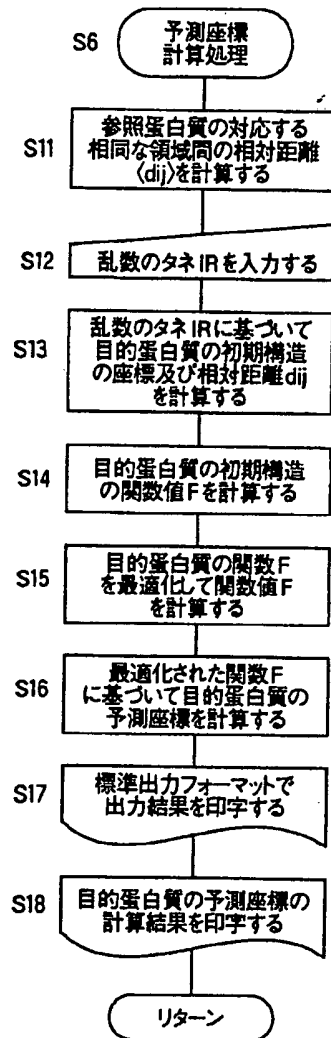 S6
予測座標
計算処理
S11
参照蛋白質の対応する
相同な領域間の相対距離
〈dij〉を計算する
S12
乱数のタネIRを入力する
S13
乱数のタネIRに基づいて
目的蛋白質の初期構造
の座標及び相対距離dij
を計算する
S14
目的蛋白質の初期構造
の関数値Fを計算する
S15
目的蛋白質の関数F
を最適化して関数値F
を計算する
S16
最適化された関数F
に基づいて目的蛋白質の
予測座標を計算する
S17
標準出力フォーマットで
出力結果を印字する
S18
目的蛋白質の予測座標の
計算結果を印字する
リターン